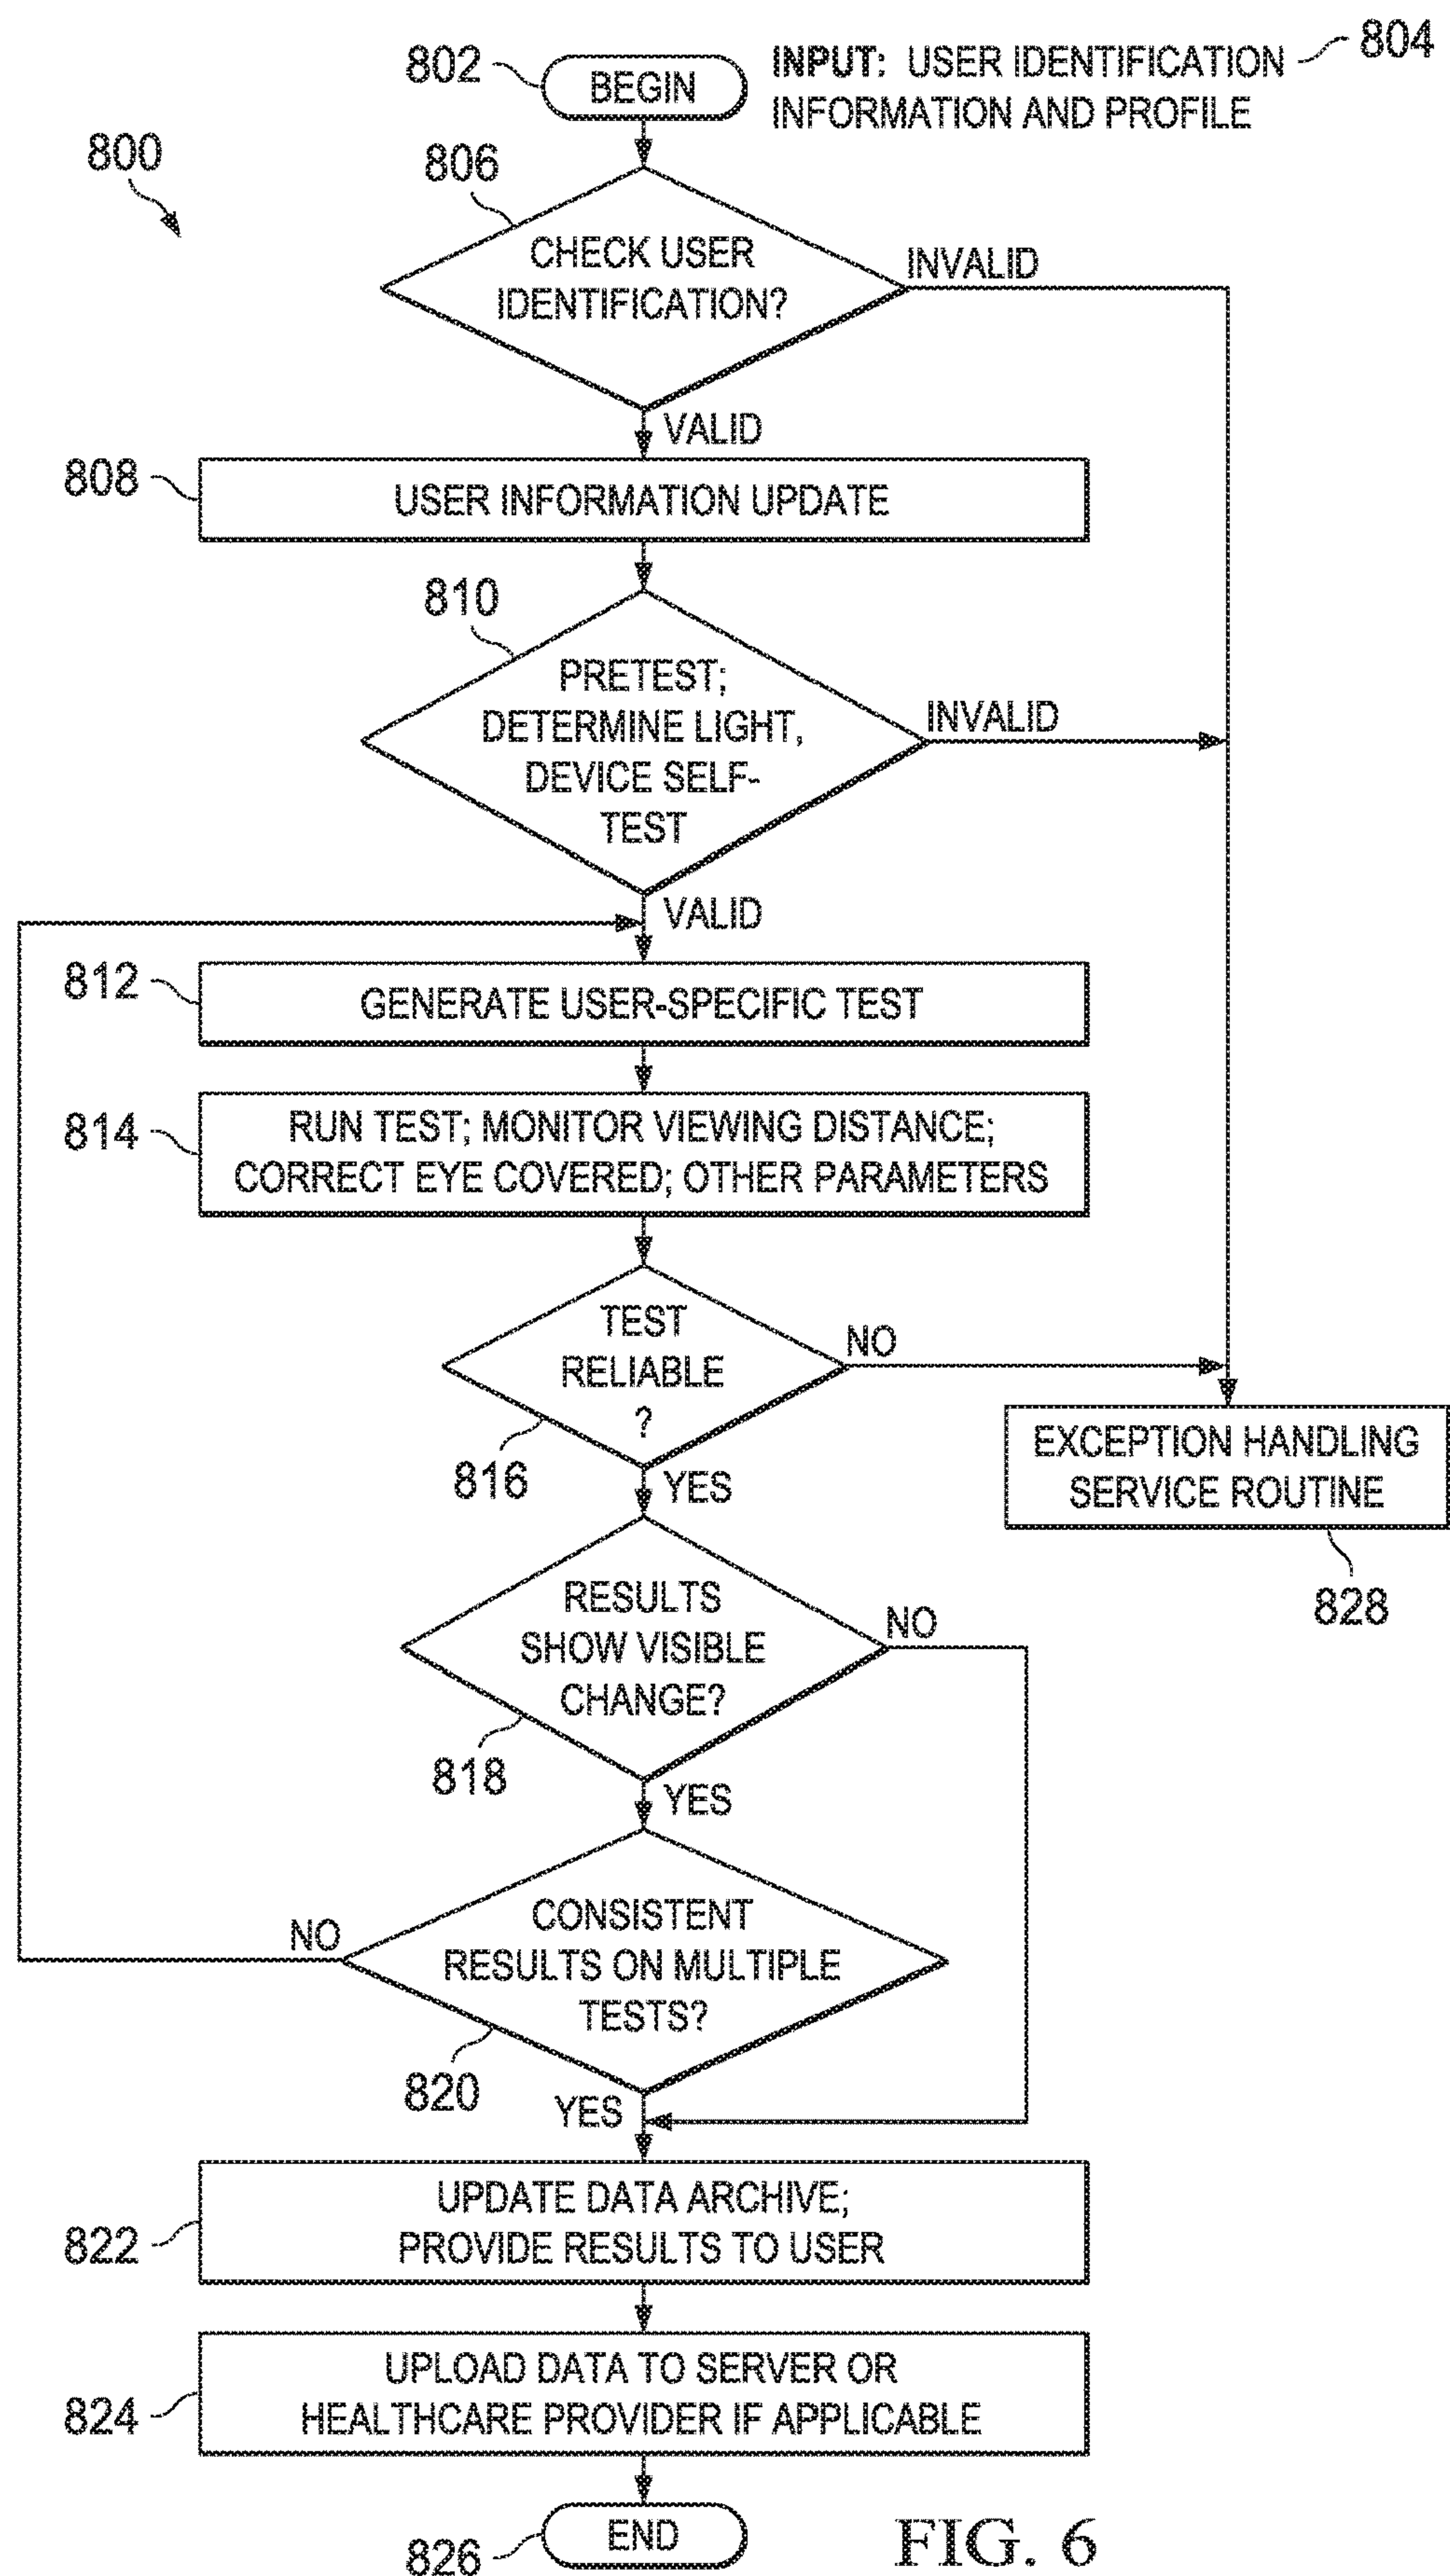 802
BEGIN
INPUT: USER IDENTIFICATION
INFORMATION AND PROFILE
804
800
806
CHECK USER
IDENTIFICATION?
INVALID
VALID
808
USER INFORMATION UPDATE
810
PRETEST;
DETERMINE LIGHT,
DEVICE SELF-
TEST
INVALID
VALID
812
GENERATE USER-SPECIFIC TEST
814
RUN TEST; MONITOR VIEWING DISTANCE;
CORRECT EYE COVERED; OTHER PARAMETERS
TEST
RELIABLE
?
NO
816
YES
EXCEPTION HANDLING
SERVICE ROUTINE
828
RESULTS
SHOW VISIBLE
CHANGE?
NO
818
YES
CONSISTENT
RESULTS ON MULTIPLE
TESTS?
NO
820
YES
822
UPDATE DATA ARCHIVE;
PROVIDE RESULTS TO USER
824
UPLOAD DATA TO SERVER OR
HEALTHCARE PROVIDER IF APPLICABLE
826
END
FIG. 6